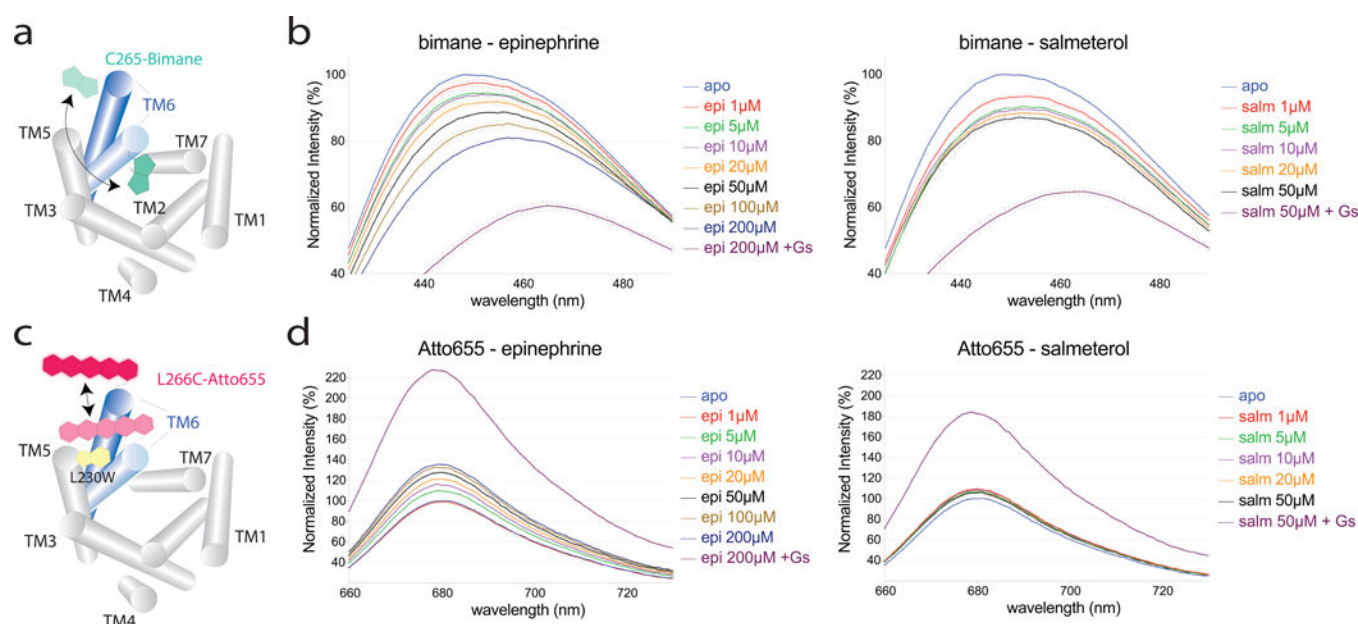 a
C265-Bimane
TM6
TM5
TM7
TM3
TM2
TM1
TM4
b
bimane - epinephrine
Normalized Intensity (%)
100
80
60
40
440
460
480
wavelength (nm)
apo
epi 1µM
epi 5µM
epi 10µM
epi 20µM
epi 50µM
epi 100µM
epi 200µM
epi 200µM +Gs
bimane - salmeterol
Normalized Intensity (%)
100
80
60
40
440
460
480
wavelength (nm)
apo
salm 1µM
salm 5µM
salm 10µM
salm 20µM
salm 50µM
salm 50µM + Gs
c
L266C-Atto655
TM6
TM5
TM7
L230W
TM3
TM1
TM4
d
Atto655 - epinephrine
Normalized Intensity (%)
220
200
180
160
140
120
100
80
60
40
660
680
700
720
wavelength (nm)
apo
epi 1µM
epi 5µM
epi 10µM
epi 20µM
epi 50µM
epi 100µM
epi 200µM
epi 200µM +Gs
Atto655 - salmeterol
Normalized Intensity (%)
220
200
180
160
140
120
100
80
60
40
660
680
700
720
wavelength (nm)
apo
salm 1µM
salm 5µM
salm 10µM
salm 20µM
salm 50µM
salm 50µM + Gs